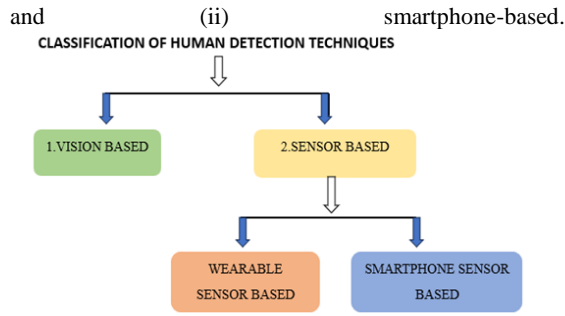 and (ii) smartphone-based.
CLASSIFICATION OF HUMAN DETECTION TECHNIQUES
1.VISION BASED
2.SENSOR BASED
WEARABLE
SENSOR BASED
SMARTPHONE SENSOR
BASED